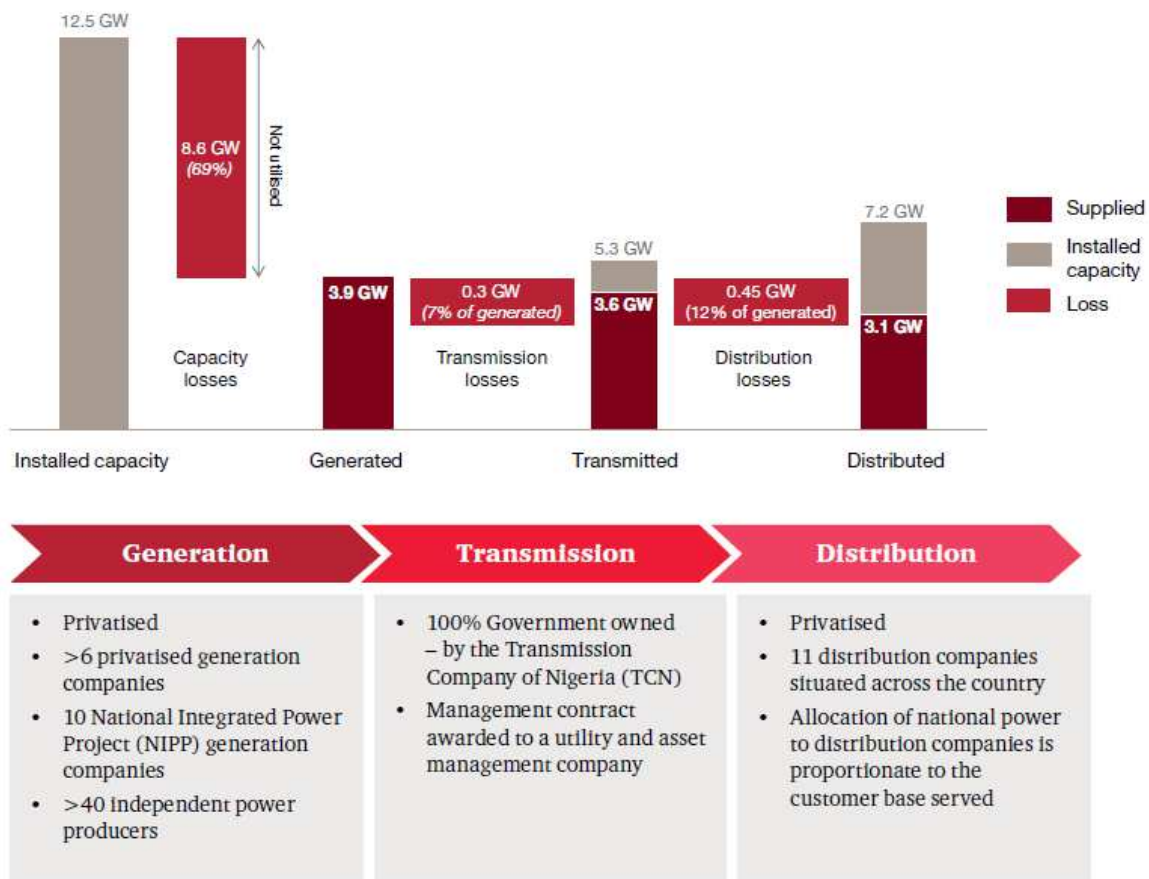 12.5 GW
8.6 GW
(69%)
Not utilised
7.2 GW
Supplied
5.3 GW
Installed
capacity
3.9 GW
0.3 GW
(7% of generated)
3.6 GW
0.45 GW
(12% of generated)
3.1 GW
Loss
Capacity
losses
Transmission
losses
Distribution
losses
Installed capacity
Generated
Transmitted
Distributed
Generation
Transmission
Distribution
• Privatised
• >6 privatised generation
companies
• 10 National Integrated Power
Project (NIPP) generation
companies
• >40 independent power
producers
• 100% Government owned
– by the Transmission
Company of Nigeria (TCN)
• Management contract
awarded to a utility and asset
management company
• Privatised
• 11 distribution companies
situated across the country
• Allocation of national power
to distribution companies is
proportionate to the
customer base served